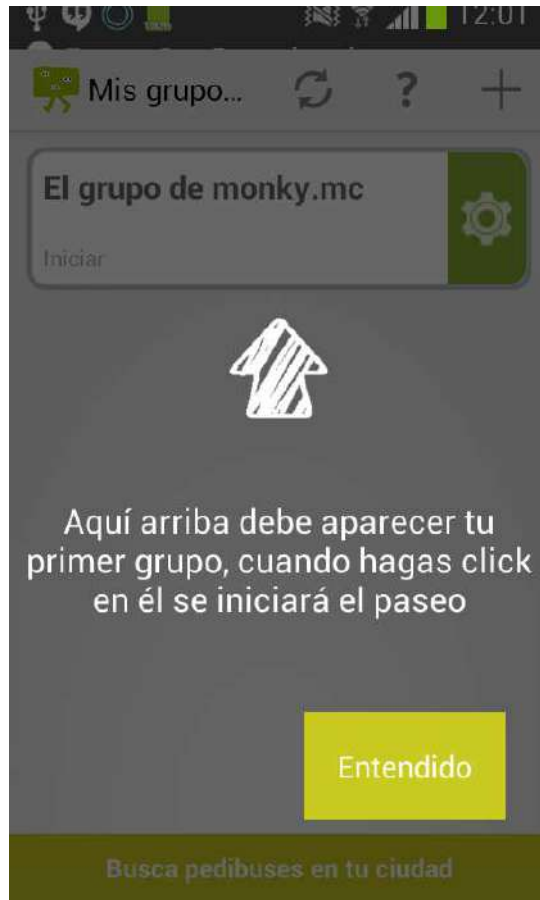 12:01
Mis grupo...
?
El grupo de monky.mc
Iniciar
Aquí arriba debe aparecer tu
primer grupo, cuando hagas click
en él se iniciará el paseo
Entendido
Busca pedibuses en tu ciudad